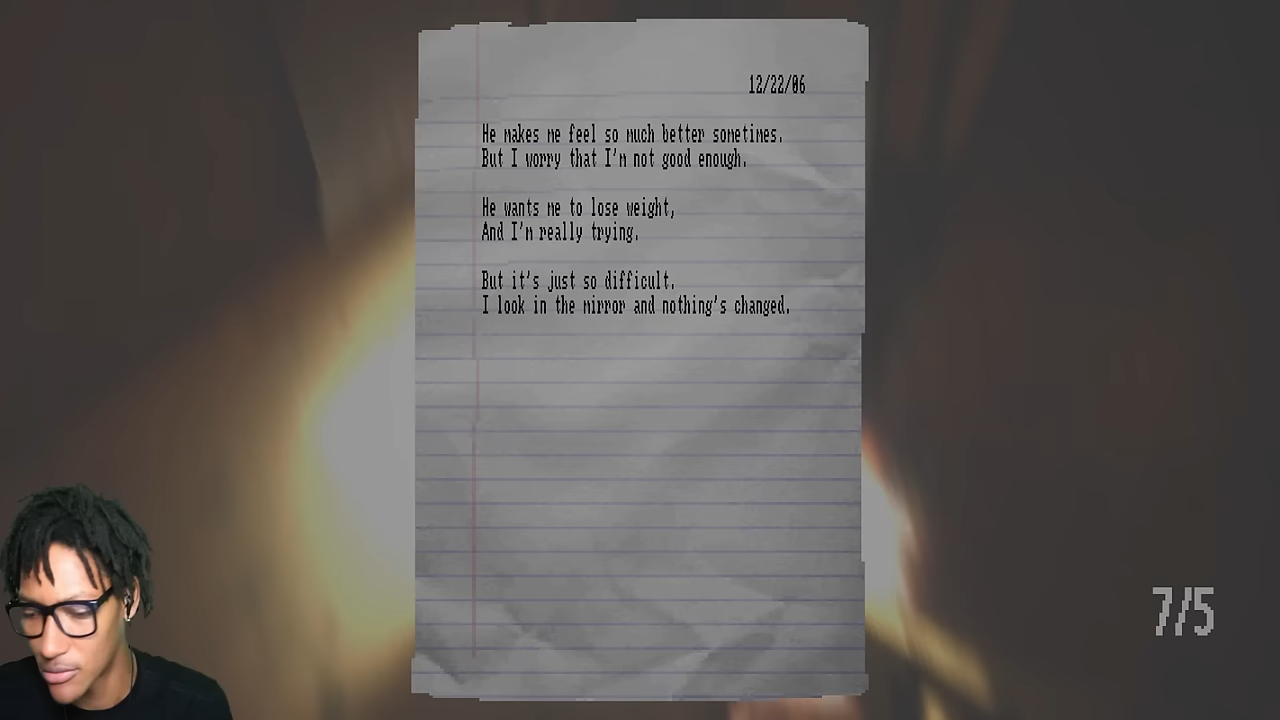 12/22/06
He makes me feel so much better sometimes.
But I worry that I'm not good enough.
He wants me to lose weight,
And I'm really trying.
But it's just so difficult.
I look in the mirror and nothing's changed.
7/5